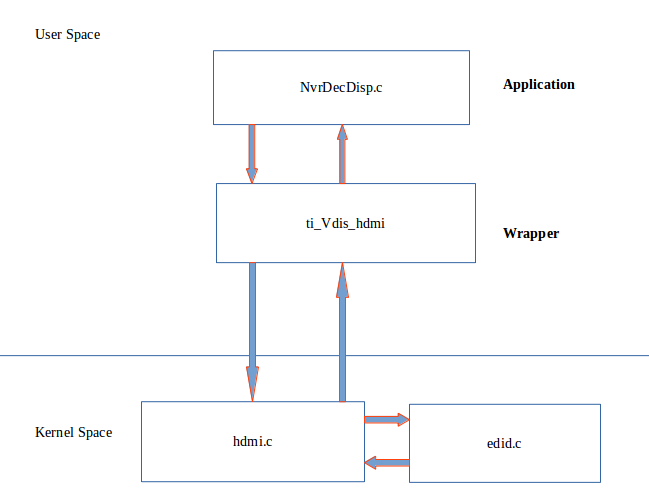 User Space
NvrDecDisp.c
Application
ti_Vdis_hdmi
Wrapper
Kernel Space
hdmi.c
edid.c